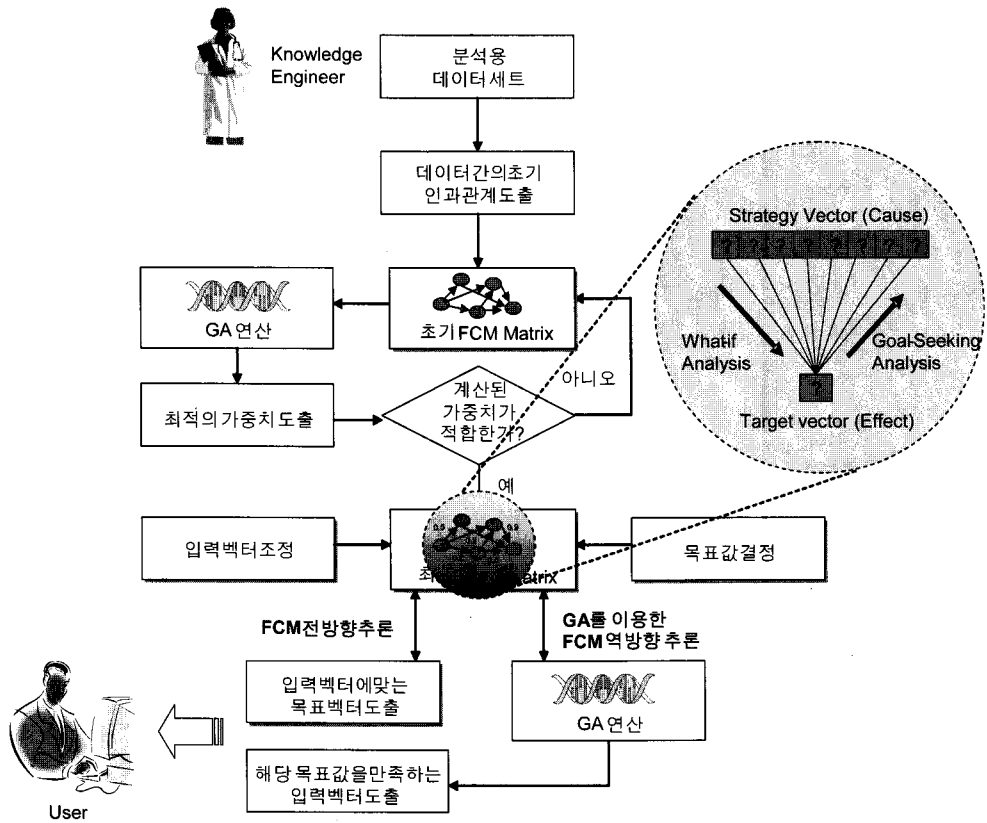 Knowledge
Engineer
분석용
데이터세트
데이터간의초기
인과관계도출
초기FCM Matrix
GA 연산
최적의가중치도출
계산된
가중치가
적합한가?
아니오
예
Strategy Vector (Cause)
? ? ? ? ? ? ? ?
What-if
Analysis
Goal-Seeking
Analysis
?
Target vector (Effect)
입력벡터조정
목표값결정
FCM전방향추론
GA를 이용한
FCM 역방향 추론
입력벡터에맞는
목표벡터도출
GA 연산
해당 목표값을만족하는
입력벡터도출
User